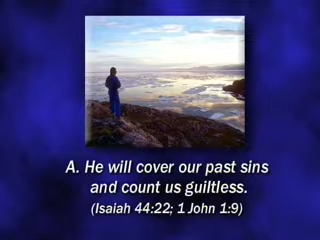 A. He will cover our past sins
and count us guiltless.
(Isaiah 44:22; 1 John 1:9)